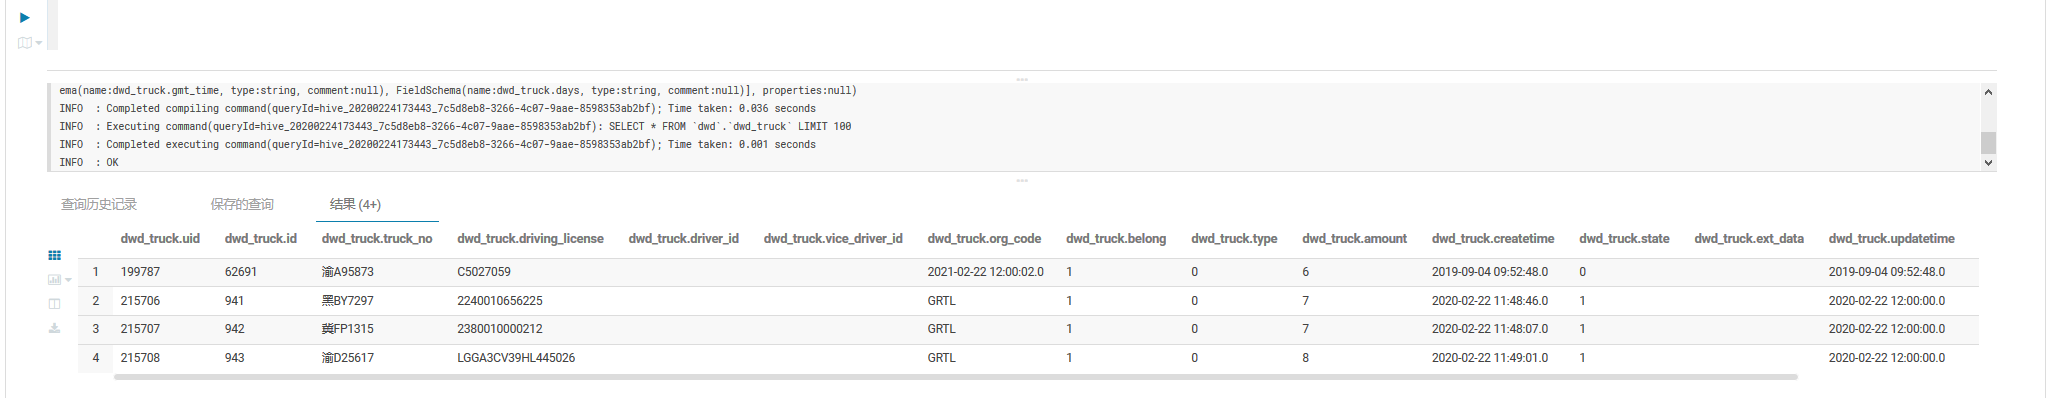 ema(name:dwd_truck.gmt_time, type:string, comment:null), FieldSchema(name:dwd_truck.days, type:string, comment:null)], properties:null)
INFO  : Completed compiling command(queryId=hive_20200224173443_7c5d8eb8-3266-4c07-9aae-8598353ab2bf); Time taken: 0.036 seconds
INFO  : Executing command(queryId=hive_20200224173443_7c5d8eb8-3266-4c07-9aae-8598353ab2bf): SELECT * FROM `dwd`.`dwd_truck` LIMIT 100
INFO  : Completed executing command(queryId=hive_20200224173443_7c5d8eb8-3266-4c07-9aae-8598353ab2bf); Time taken: 0.001 seconds
INFO  : OK
查询历史记录 保存的查询 结果 (4+)
dwd_truck.uid dwd_truck.id dwd_truck.truck_no dwd_truck.driving_license dwd_truck.driver_id dwd_truck.vice_driver_id dwd_truck.org_code dwd_truck.belong dwd_truck.type dwd_truck.amount dwd_truck.createtime dwd_truck.state dwd_truck.ext_data dwd_truck.updatetime
1 199787 62691 渝A95873 C5027059 2021-02-22 12:00:02.0 1 0 6 2019-09-04 09:52:48.0 0 2019-09-04 09:52:48.0
2 215706 941 黑BY7297 2240010656225 GRTL 1 0 7 2020-02-22 11:48:46.0 1 2020-02-22 12:00:00.0
3 215707 942 冀FP1315 2380010000212 GRTL 1 0 7 2020-02-22 11:48:07.0 1 2020-02-22 12:00:00.0
4 215708 943 渝D25617 LGGA3CV39HL445026 GRTL 1 0 8 2020-02-22 11:49:01.0 1 2020-02-22 12:00:00.0